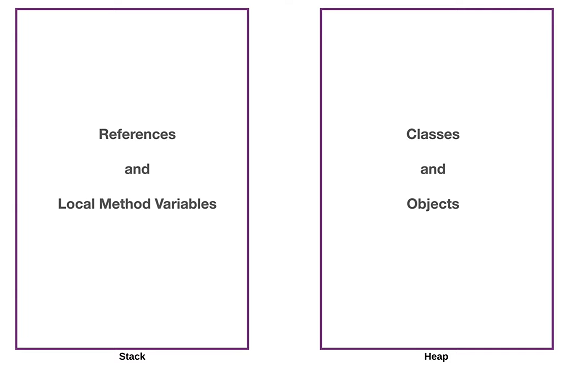 References
and
Local Method Variables
Stack
Classes
and
Objects
Heap